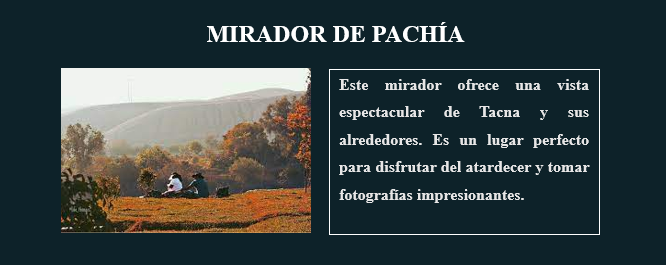 MIRADOR DE PACHÍA
Este mirador ofrece una vista
espectacular de Tacna y sus
alrededores. Es un lugar perfecto
para disfrutar del atardecer y tomar
fotografías impresionantes.